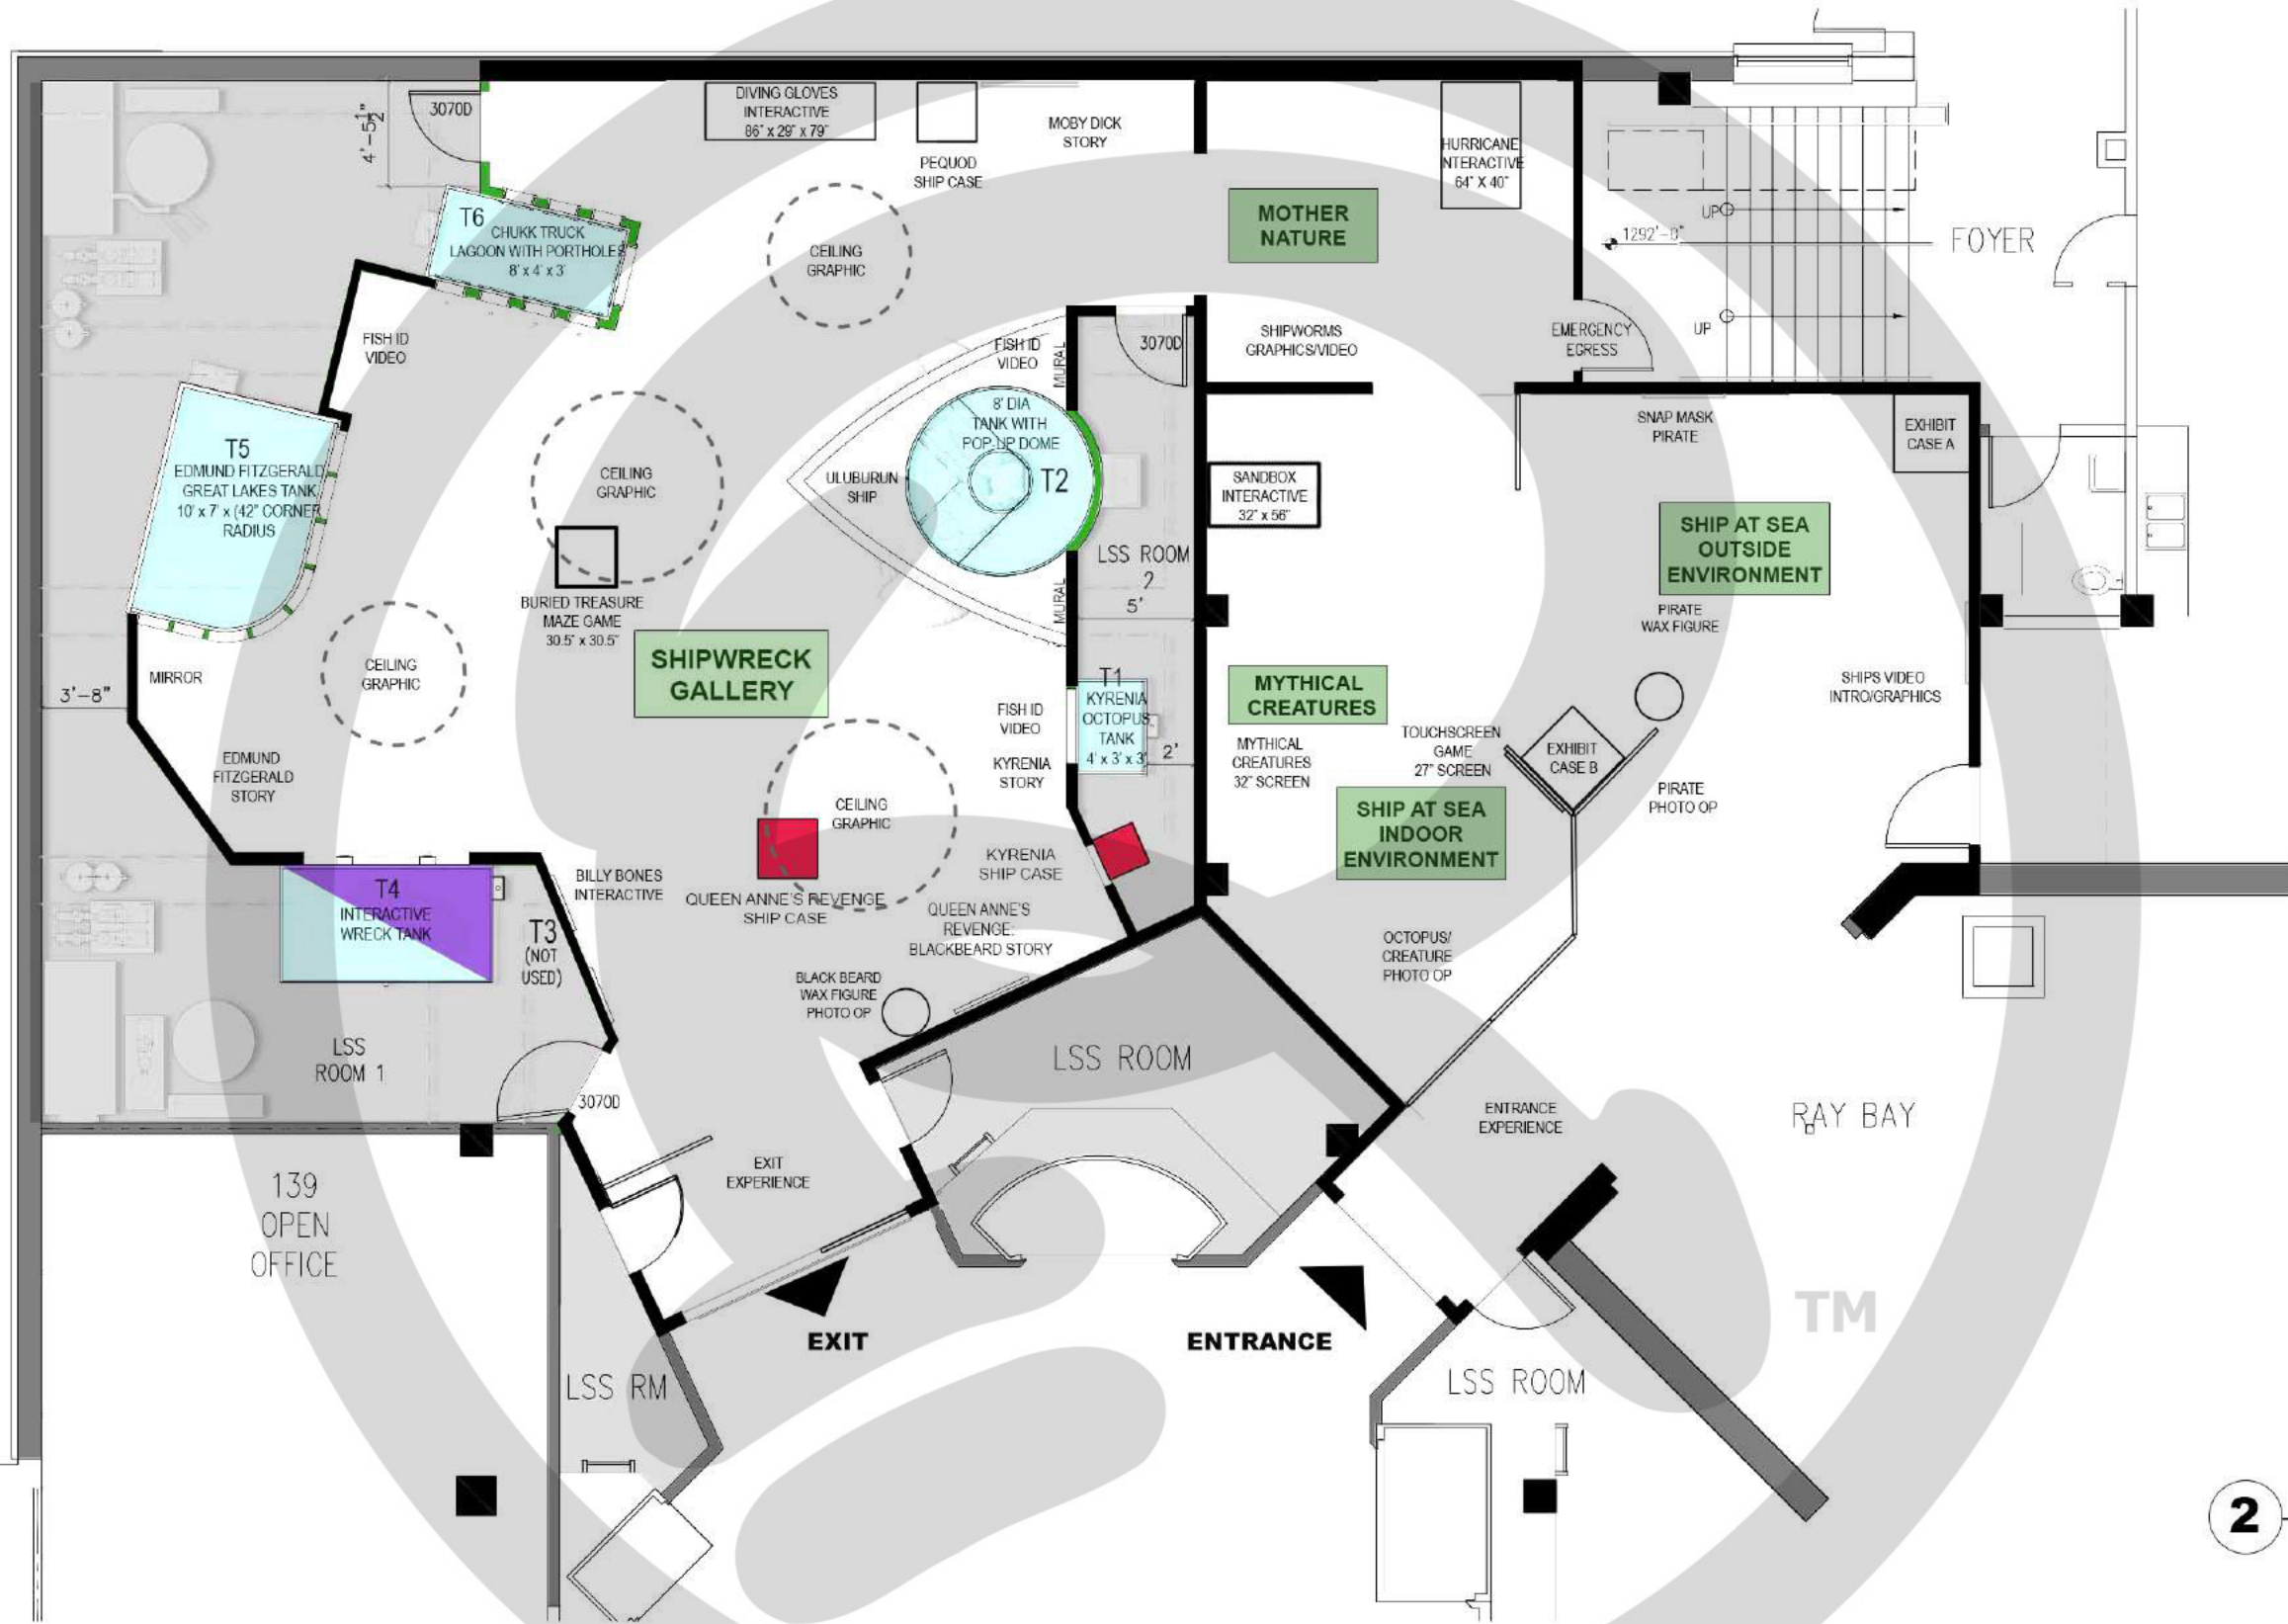 3070D
4'-5½"
DIVING GLOVES
INTERACTIVE
86" x 29" x 79"
PEQUOD
SHIP CASE
MOBY DICK
STORY
HURRICANE
NTERACTIVE
64" X 40"
MOTHER
NATURE
UP
1292'-0"
UP
FOYER
T6
CHUKK TRUCK
LAGOON WITH PORTHOLES
8' x 4' x 3'
CEILING
GRAPHIC
FISH ID
VIDEO
FISH ID
VIDEO
MURAL
3070D
SHIPWORMS
GRAPHICS/VIDEO
EMERGENCY
EGRESS
8' DIA
TANK WITH
POP-UP DOME
T2
ULUBURUN
SHIP
SNAP MASK
PIRATE
EXHIBIT
CASE A
T5
EDMUND FITZGERALD
GREAT LAKES TANK
10' x 7' x (42" CORNER
RADIUS
CEILING
GRAPHIC
SANDBOX
INTERACTIVE
32" x 56"
SHIP AT SEA
OUTSIDE
ENVIRONMENT
LSS ROOM
2
5'
MURAL
BURIED TREASURE
MAZE GAME
30.5" x 30.5"
PIRATE
WAX FIGURE
SHIPWRECK
GALLERY
CEILING
GRAPHIC
MIRROR
3'-8"
T1
KYRENIA
OCTOPUS
TANK
4' x 3' x 3'
2'
FISH ID
VIDEO
KYRENIA
STORY
MYTHICAL
CREATURES
MYTHICAL
CREATURES
32" SCREEN
TOUCHSCREEN
GAME
27" SCREEN
EXHIBIT
CASE B
SHIPS VIDEO
INTRO/GRAPHICS
PIRATE
PHOTO OP
EDMUND
FITZGERALD
STORY
CEILING
GRAPHIC
SHIP AT SEA
INDOOR
ENVIRONMENT
KYRENIA
SHIP CASE
BILLY BONES
INTERACTIVE
QUEEN ANNE'S REVENGE
SHIP CASE
QUEEN ANNE'S
REVENGE:
BLACKBEARD STORY
T4
INTERACTIVE
WRECK TANK
T3
(NOT
USED)
OCTOPUS/
CREATURE
PHOTO OP
BLACK BEARD
WAX FIGURE
PHOTO OP
LSS
ROOM 1
LSS ROOM
3070D
ENTRANCE
EXPERIENCE
RAY BAY
EXIT
EXPERIENCE
139
OPEN
OFFICE
EXIT
ENTRANCE
TM
LSS RM
LSS ROOM
2